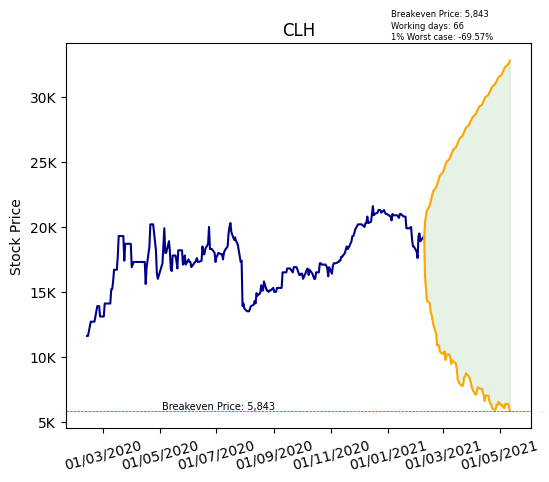 Breakeven Price: 5,843
Working days: 66
1% Worst case: -69.57%
CLH
Stock Price
30K
25K
20K
15K
10K
5K
Breakeven Price: 5,843
01/03/2020 01/05/2020 01/07/2020 01/09/2020 01/11/2020 01/01/2021 01/03/2021 01/05/2021